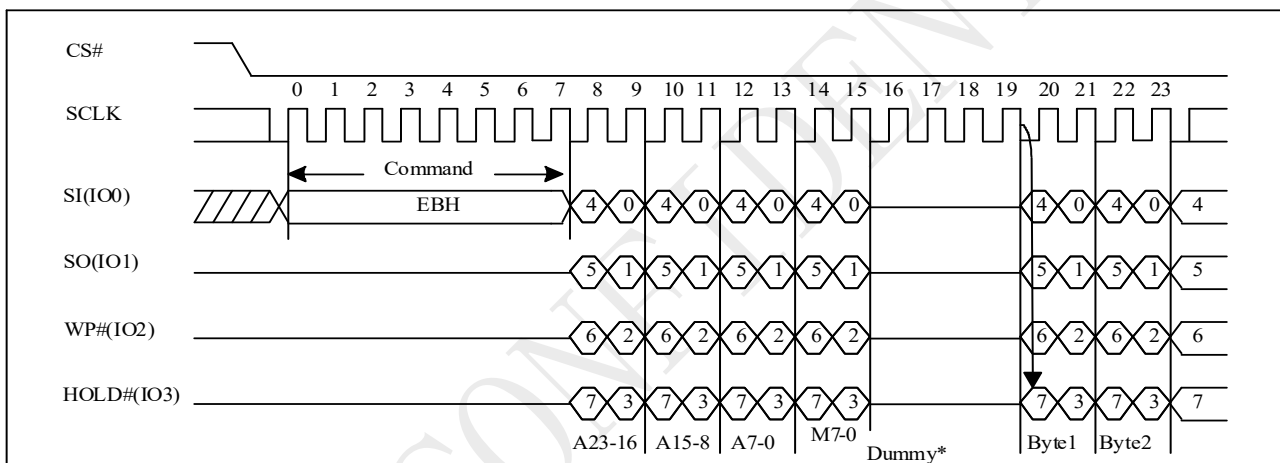 CS#
0 1 2 3 4 5 6 7 8 9 10 11 12 13 14 15 16 17 18 19 20 21 22 23
SCLK
Command
SI(IO0) EBH 4 0 4 0 4 0 4 0 4 0 4 0 4
SO(IO1) 5 1 5 1 5 1 5 1 5 1 5 1 5
WP#(IO2) 6 2 6 2 6 2 6 2 6 2 6 2 6
HOLD#(IO3) 7 3 7 3 7 3 7 3 7 3 7 3 7
A23-16 A15-8 A7-0 M7-0 Dummy* Byte1 Byte2